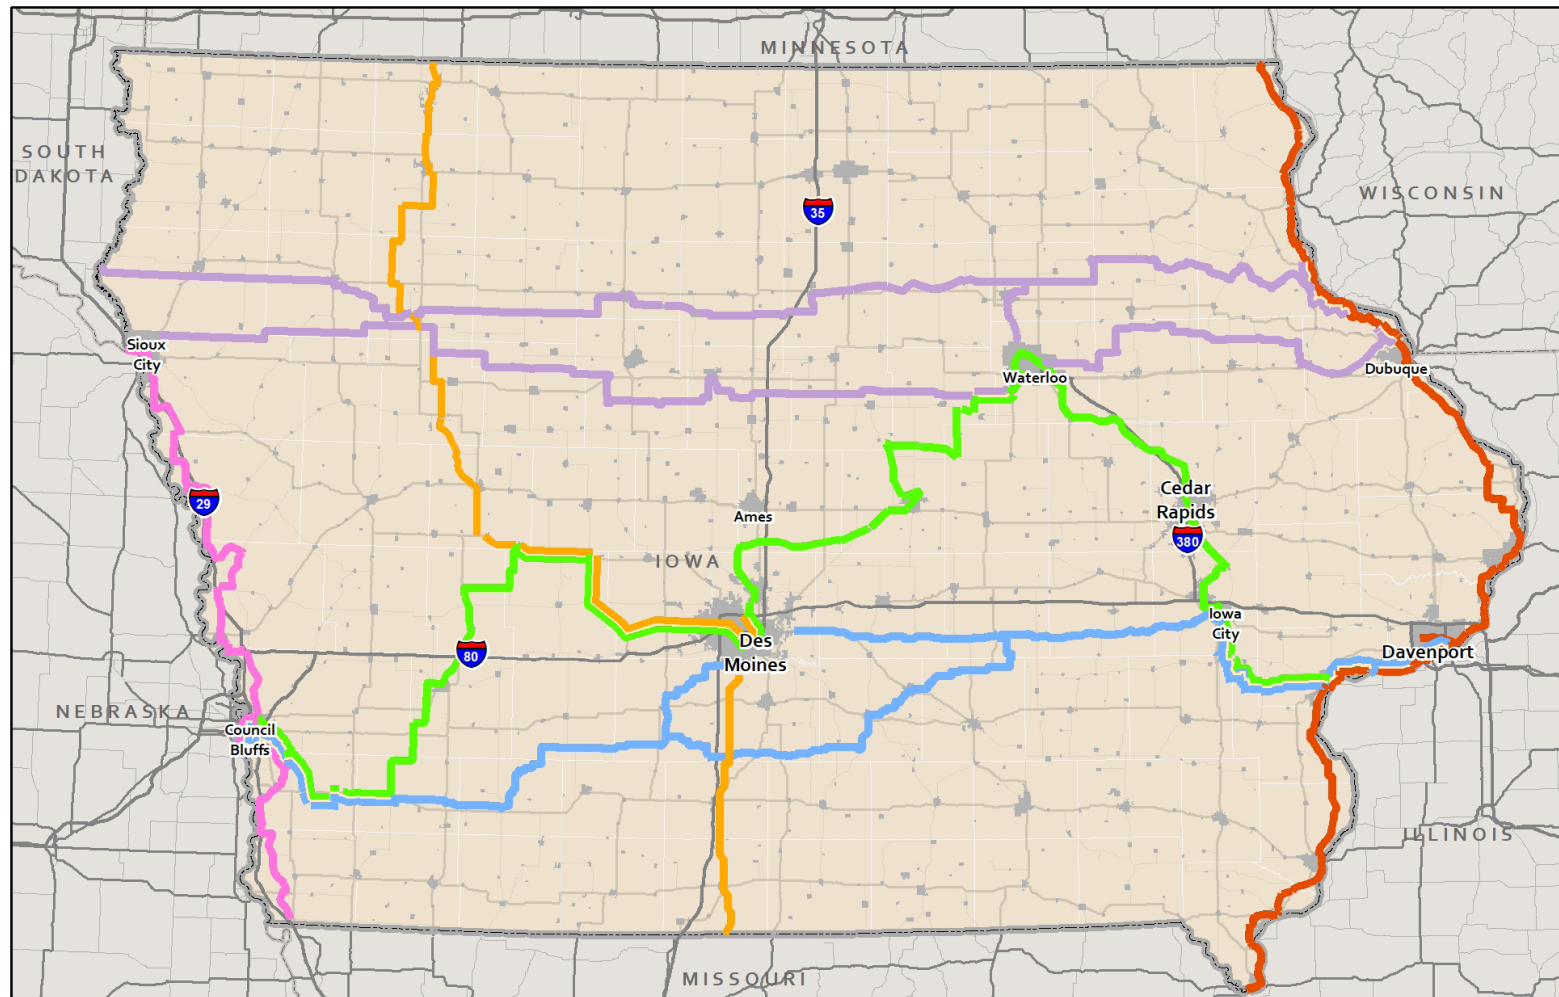 MINNESOTA
SOUTH
DAKOTA
WISCONSIN
35
Sioux
City
Dubuque
Waterloo
29
Cedar
Rapids
Ames
380
IOWA
Iowa
City
Des
Moines
80
Davenport
NEBRASKA
Council
Bluffs
ILLINOIS
MISSOURI